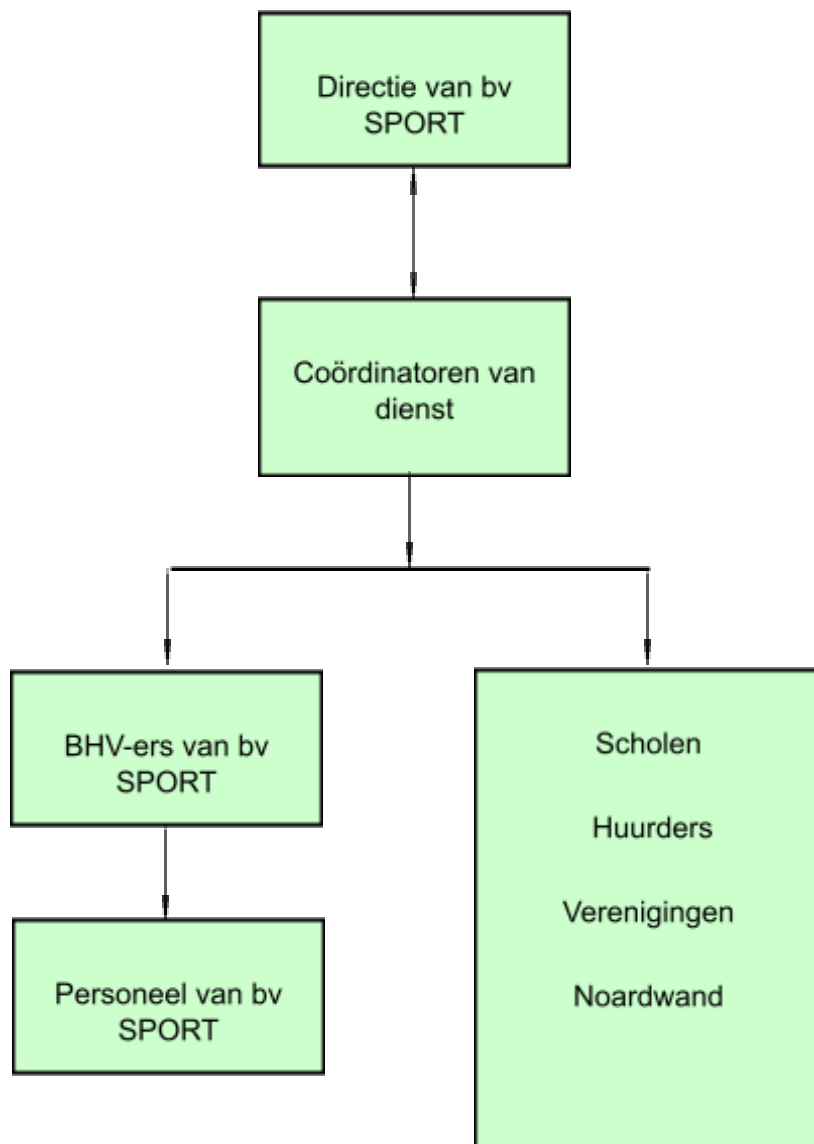 Directie van bv
SPORT
Coördinatoren van
dienst
BHV-ers van bv
SPORT
Personeel van bv
SPORT
Scholen
Huurders
Verenigingen
Noardwand